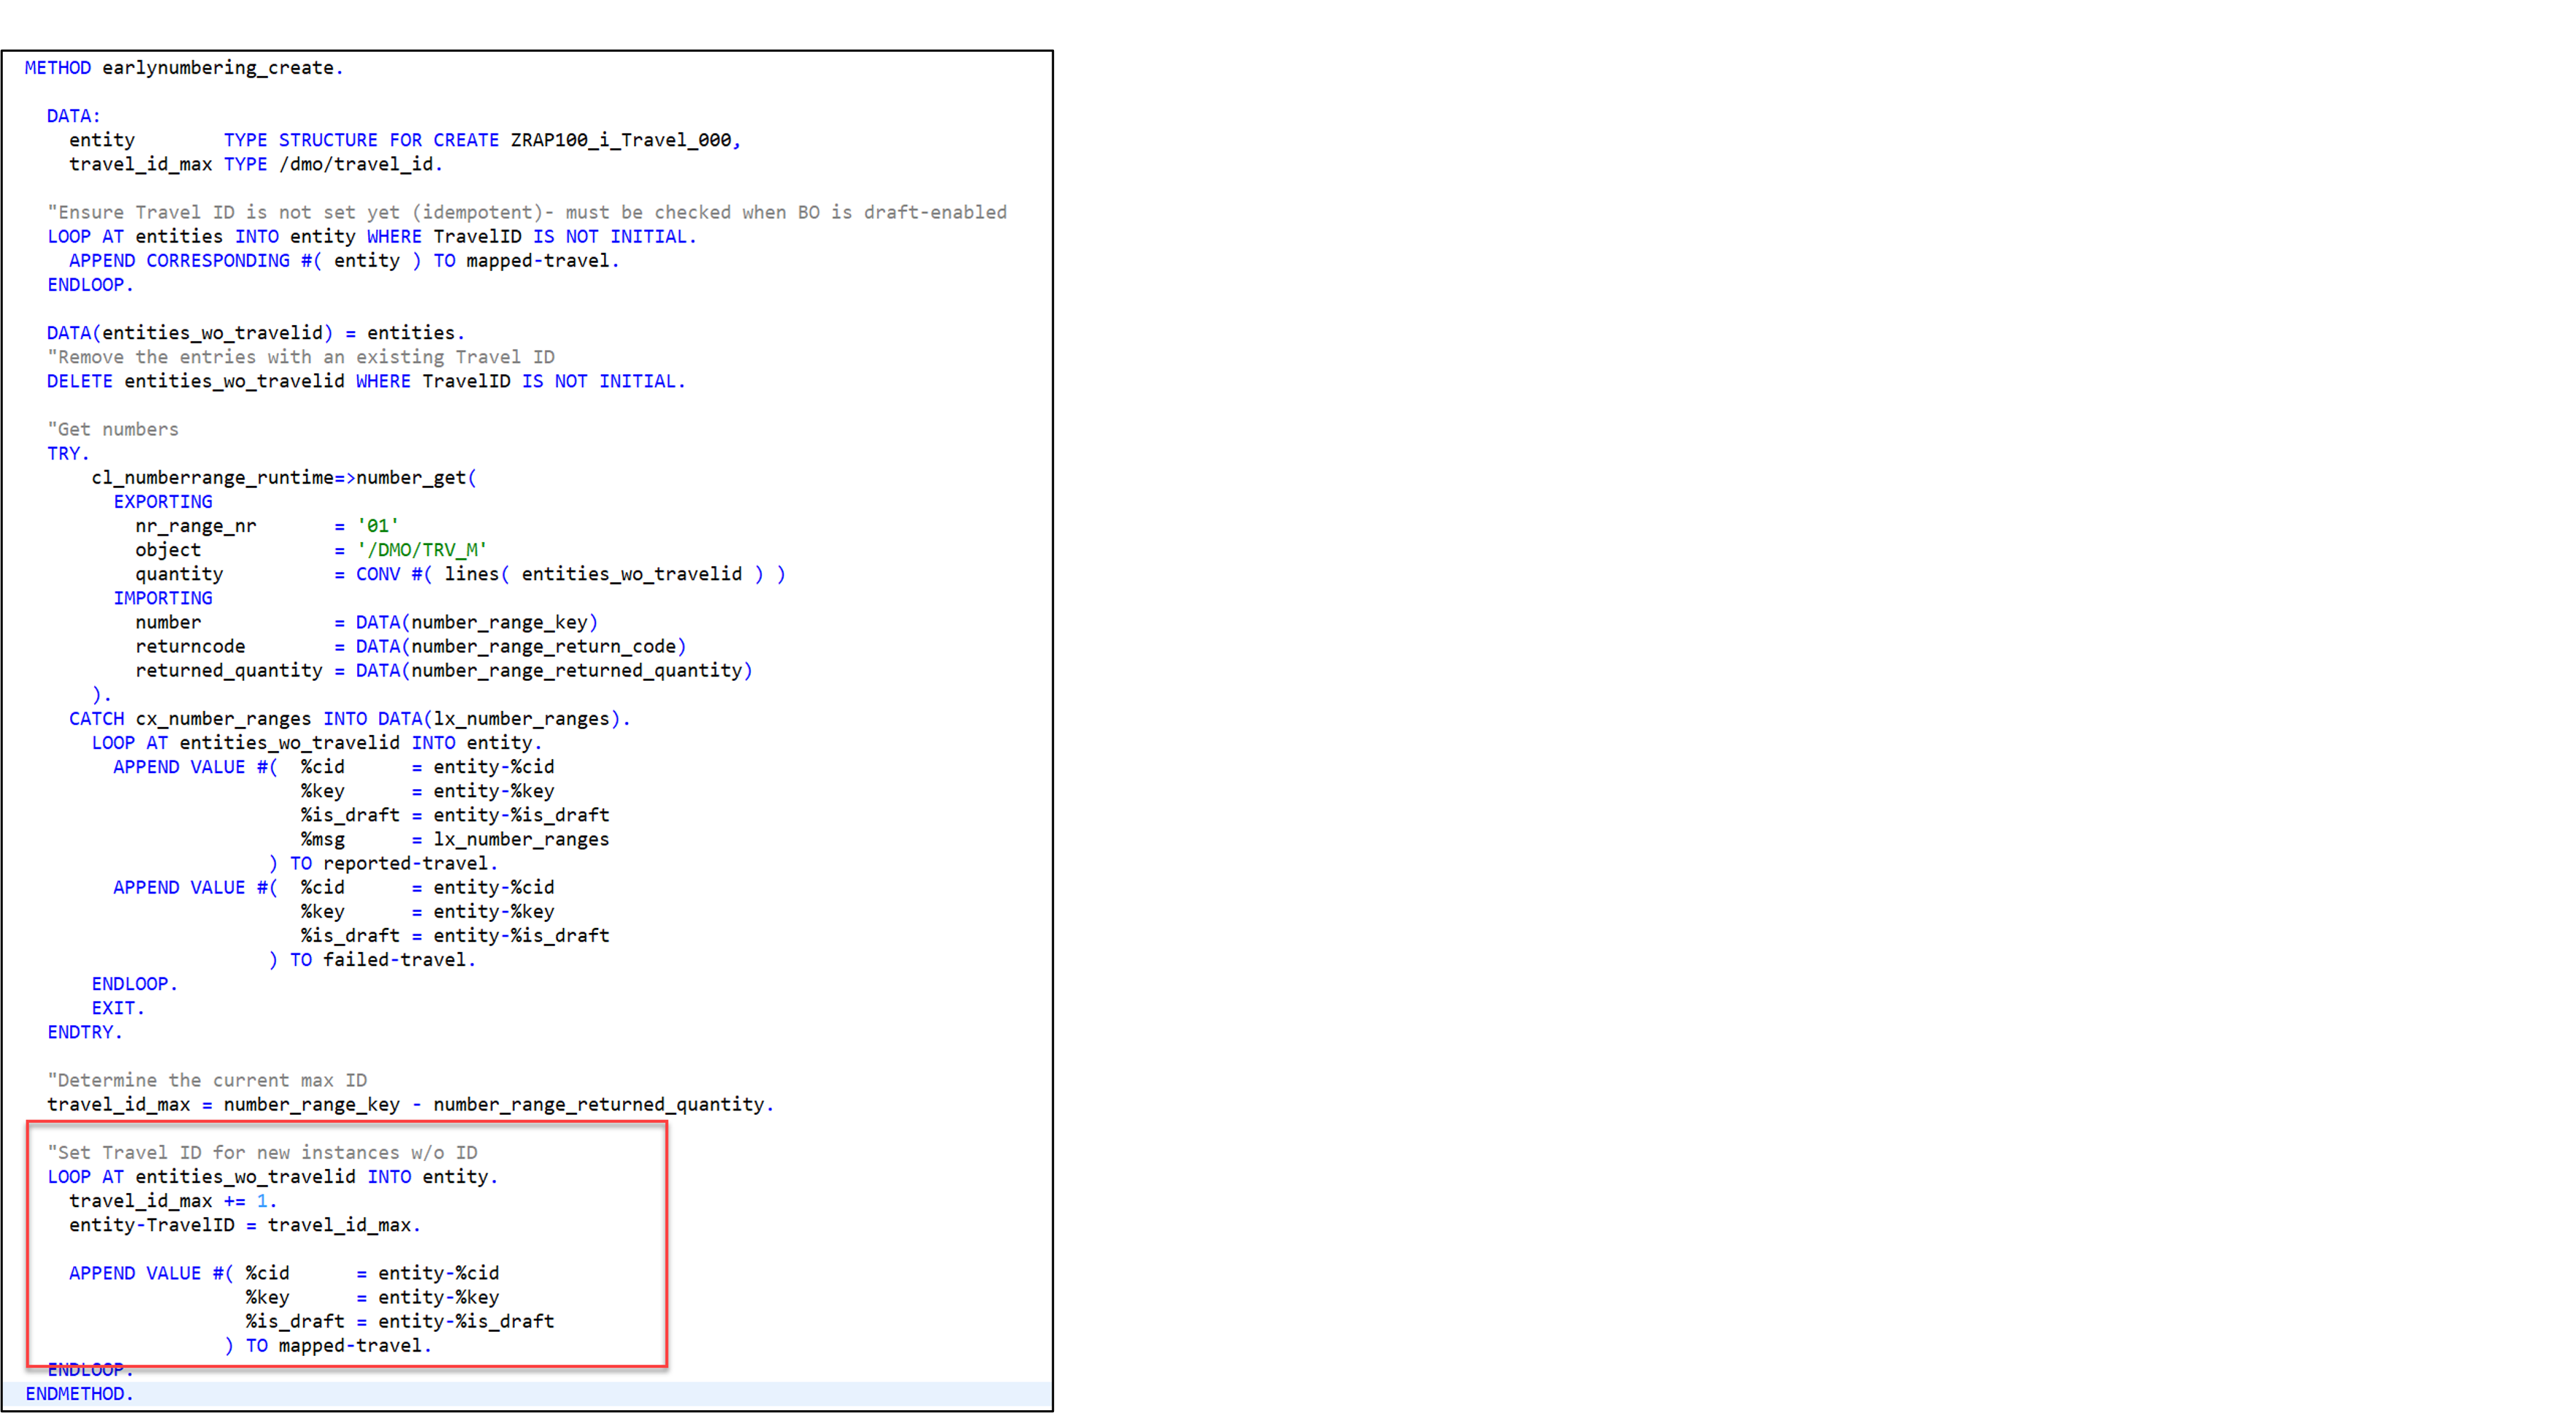 METHOD earlynumbering_create.
DATA:
entity TYPE STRUCTURE FOR CREATE ZRAP100_i_Travel_000,
travel_id_max TYPE /dmo/travel_id.
"Ensure Travel ID is not set yet (idempotent)- must be checked when BO is draft-enabled
LOOP AT entities INTO entity WHERE TravelID IS NOT INITIAL.
APPEND CORRESPONDING #( entity ) TO mapped-travel.
ENDLOOP.
DATA(entities_wo_travelid) = entities.
"Remove the entries with an existing Travel ID
DELETE entities_wo_travelid WHERE TravelID IS NOT INITIAL.
"Get numbers
TRY.
cl_numberrange_runtime=>number_get(
EXPORTING
nr_range_nr = '01'
object = '/DMO/TRV_M'
quantity = CONV #( lines( entities_wo_travelid ) )
IMPORTING
number = DATA(number_range_key)
returncode = DATA(number_range_return_code)
returned_quantity = DATA(number_range_returned_quantity)
).
CATCH cx_number_ranges INTO DATA(lx_number_ranges).
LOOP AT entities_wo_travelid INTO entity.
APPEND VALUE #( %cid = entity-%cid
%key = entity-%key
%is_draft = entity-%is_draft
%msg = lx_number_ranges
) TO reported-travel.
APPEND VALUE #( %cid = entity-%cid
%key = entity-%key
%is_draft = entity-%is_draft
) TO failed-travel.
ENDLOOP.
EXIT.
ENDTRY.
"Determine the current max ID
travel_id_max = number_range_key - number_range_returned_quantity.
"Set Travel ID for new instances w/o ID
LOOP AT entities_wo_travelid INTO entity.
travel_id_max += 1.
entity-TravelID = travel_id_max.
APPEND VALUE #( %cid = entity-%cid
%key = entity-%key
%is_draft = entity-%is_draft
) TO mapped-travel.
ENDLOOP.
ENDMETHOD.